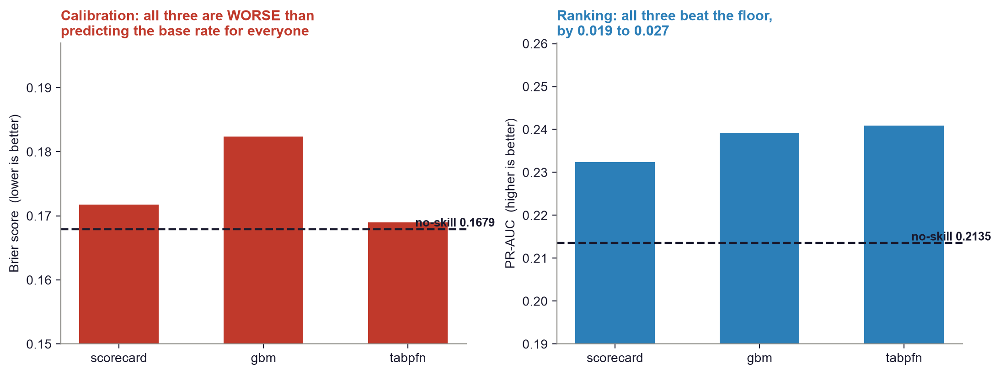 Calibration: all three are WORSE than
predicting the base rate for everyone
Brier score (lower is better)
0.19
0.18
0.17
0.16
0.15
no-skill 0.1679
scorecard
gbm
tabpfn
Ranking: all three beat the floor,
by 0.019 to 0.027
PR-AUC (higher is better)
0.26
0.25
0.24
0.23
0.22
0.21
0.20
0.19
no-skill 0.2135
scorecard
gbm
tabpfn